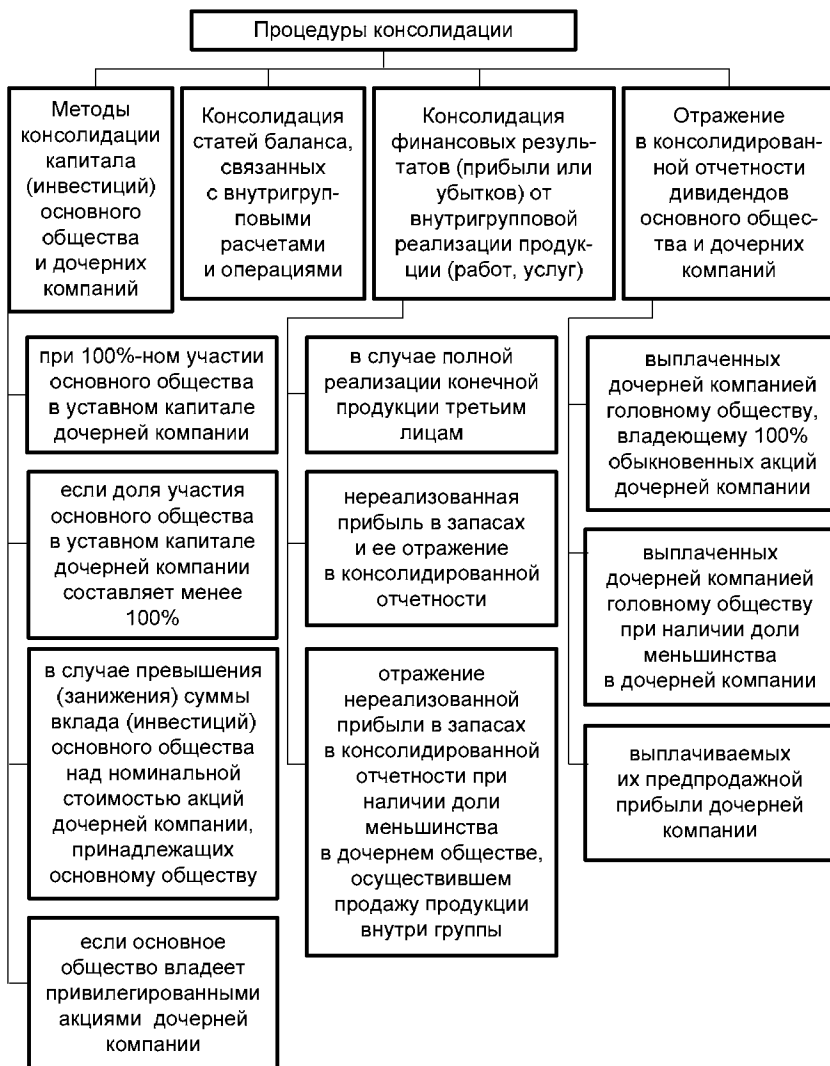 Процедуры консолидации
Методы
консолидации
капитала
(инвестиций)
основного
общества
и дочерних
компаний
Консолидация
статей баланса,
связанных
с внутригруп-
повыми
расчетами
и операциями
Консолидация
финансовых резуль-
татов (прибыли или
убытков) от
внутригрупповой
реализации продук-
ции (работ, услуг)
Отражение
в консолидирован-
ной отчетности
дивидендов
основного общес-
тва и дочерних
компаний
при 100%-ном участии
основного общества
в уставном капитале
дочерней компании
если доля участия
основного общества
в уставном капитале
дочерней компании
составляет менее
100%
в случае превышения
(занижения) суммы
вклада (инвестиций)
основного общества
над номинальной
стоимостью акций
дочерней компании,
принадлежащих
основному обществу
если основное
общество владеет
привилегированными
акциями дочерней
компании
в случае полной
реализации конечной
продукции третьим
лицам
нереализованная
прибыль в запасах
и ее отражение
в консолидированной
отчетности
отражение
нереализованной
прибыли в запасах
в консолидированной
отчетности при
наличии доли
меньшинства
в дочернем обществе,
осуществившем
продажу продукции
внутри группы
выплаченных
дочерней компанией
головному обществу,
владеющему 100%
обыкновенных акций
дочерней компании
выплаченных
дочерней компанией
головному обществу
при наличии доли
меньшинства
в дочерней компании
выплачиваемых
их предпродажной
прибыли дочерней
компании